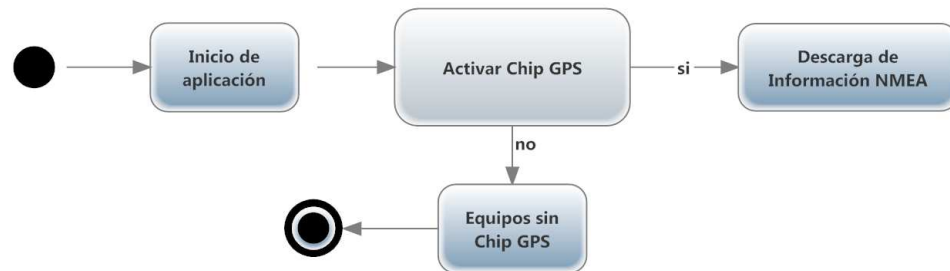 Inicio de
aplicación
Activar Chip GPS
si
Descarga de
Información NMEA
no
Equipos sin
Chip GPS